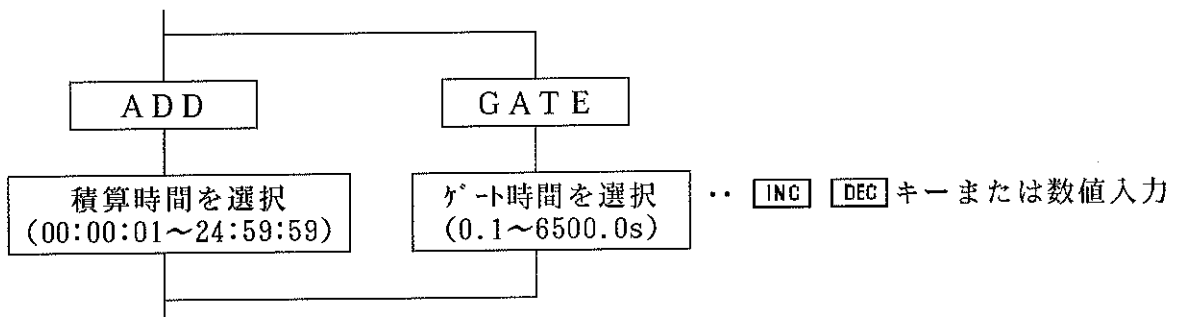 ADD
GATE
積算時間を選択
(00:00:01～24:59:59)
ゲート時間を選択
(0.1～6500.0s)
‥ INC DEC キーまたは数値入力